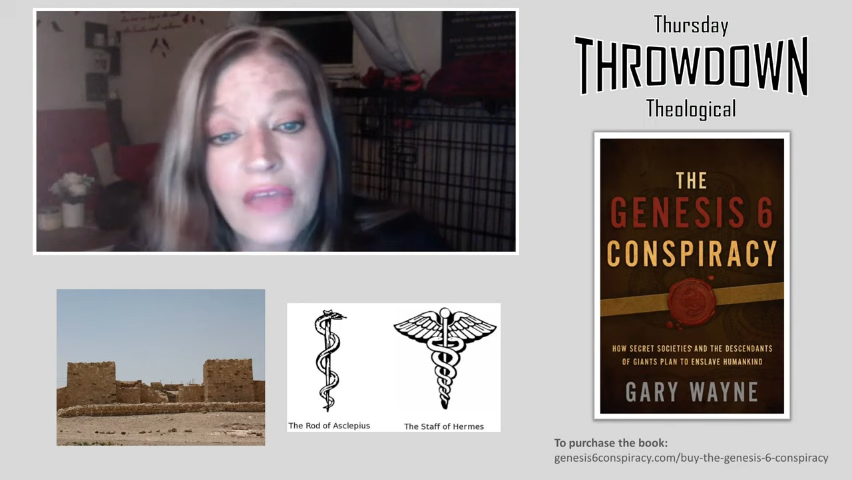 Thursday
THROWDOWN
Theological
THE
GENESIS 6
CONSPIRACY
HOW SECRET SOCIETIES AND THE DESCENDANTS
OF GIANTS PLAN TO ENSLAVE HUMANKIND
GARY WAYNE
The Rod of Asclepius
The Staff of Hermes
To purchase the book:
genesis6conspiracy.com/buy-the-genesis-6-conspiracy